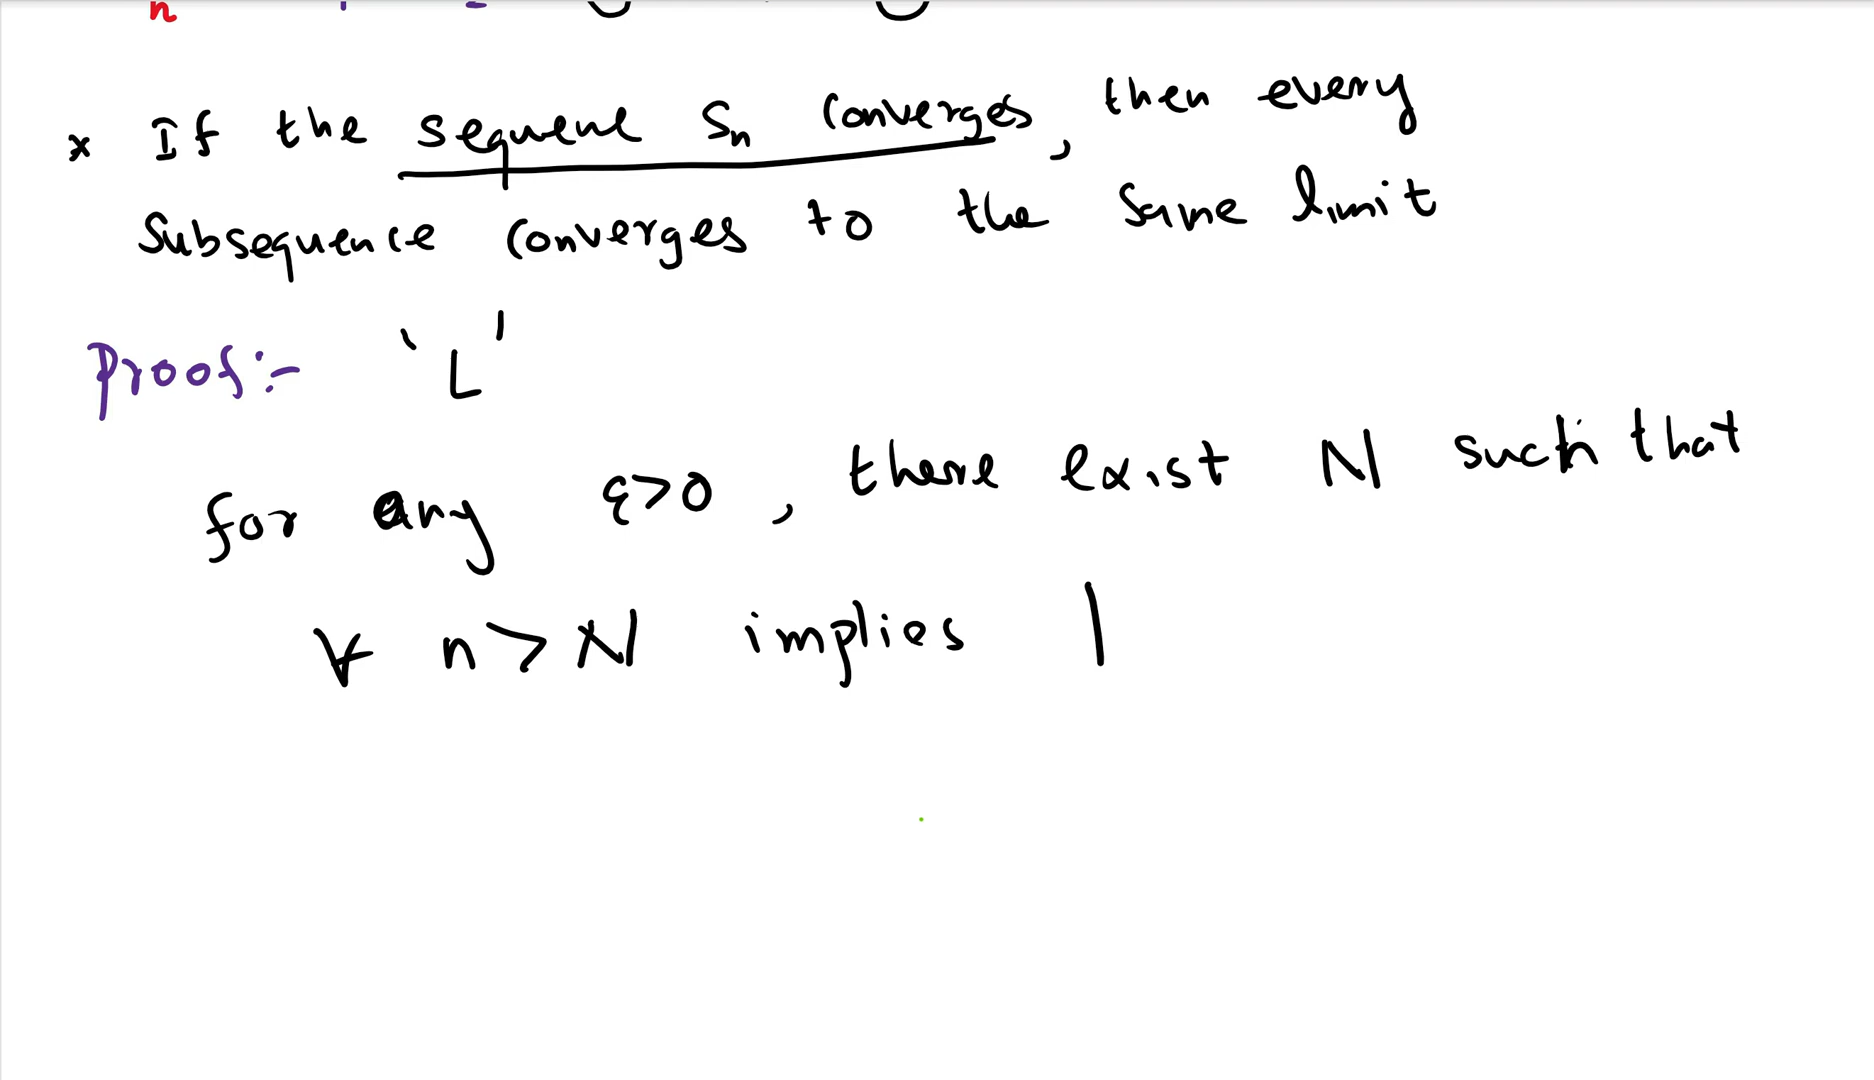 n
* If the sequenc Sn converges, then every
Subsequence converges to the same limit
Proof:- 'L'
for any ε>0, there exist N such that
∀ n > N implies |